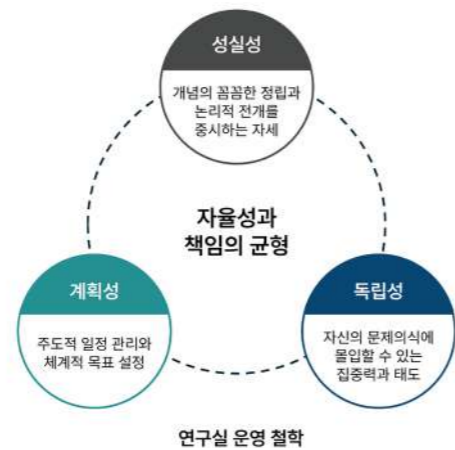 성실성
개념의 꼼꼼한 정립과
논리적 전개를
중시하는 자세
자율성과
책임의 균형
계획성
주도적 일정 관리와
체계적 목표 설정
독립성
자신의 문제의식에
몰입할 수 있는
집중력과 태도
연구실 운영 철학